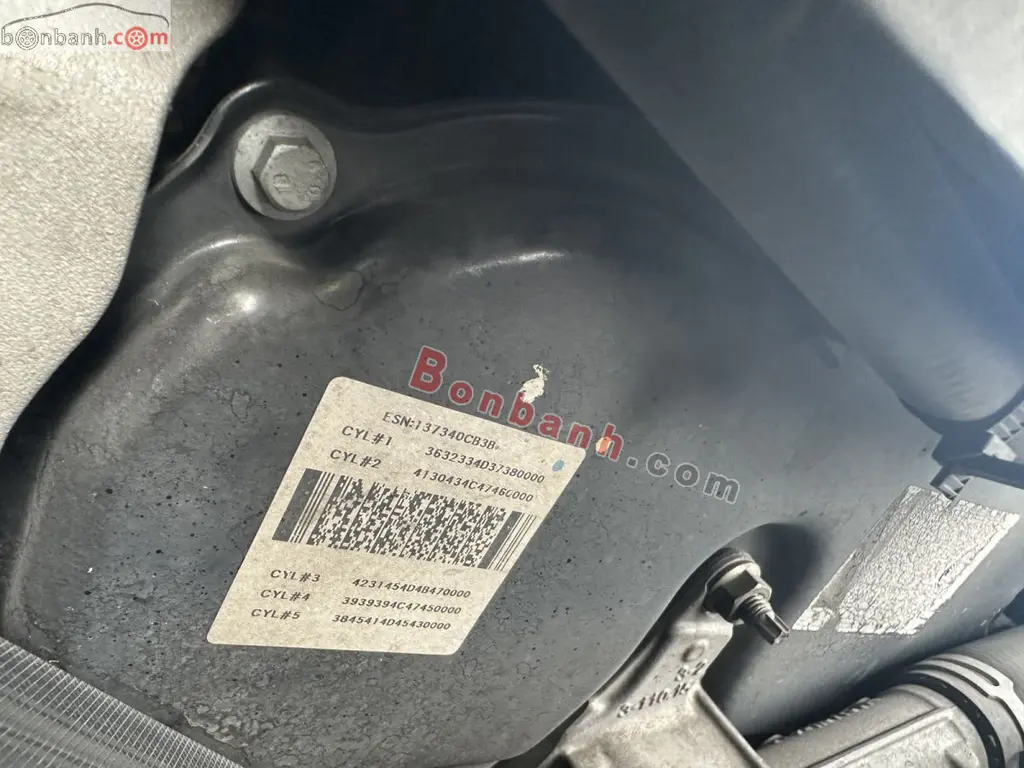 bonbanh.com
Bonbanh.com
ESN:137340CB3B
CYL#1 3632334D37380000
CYL#2 4130434C47460000
CYL#3 4231454D4B470000
CYL#4 3939394C47450000
CYL#5 3845414D45430000